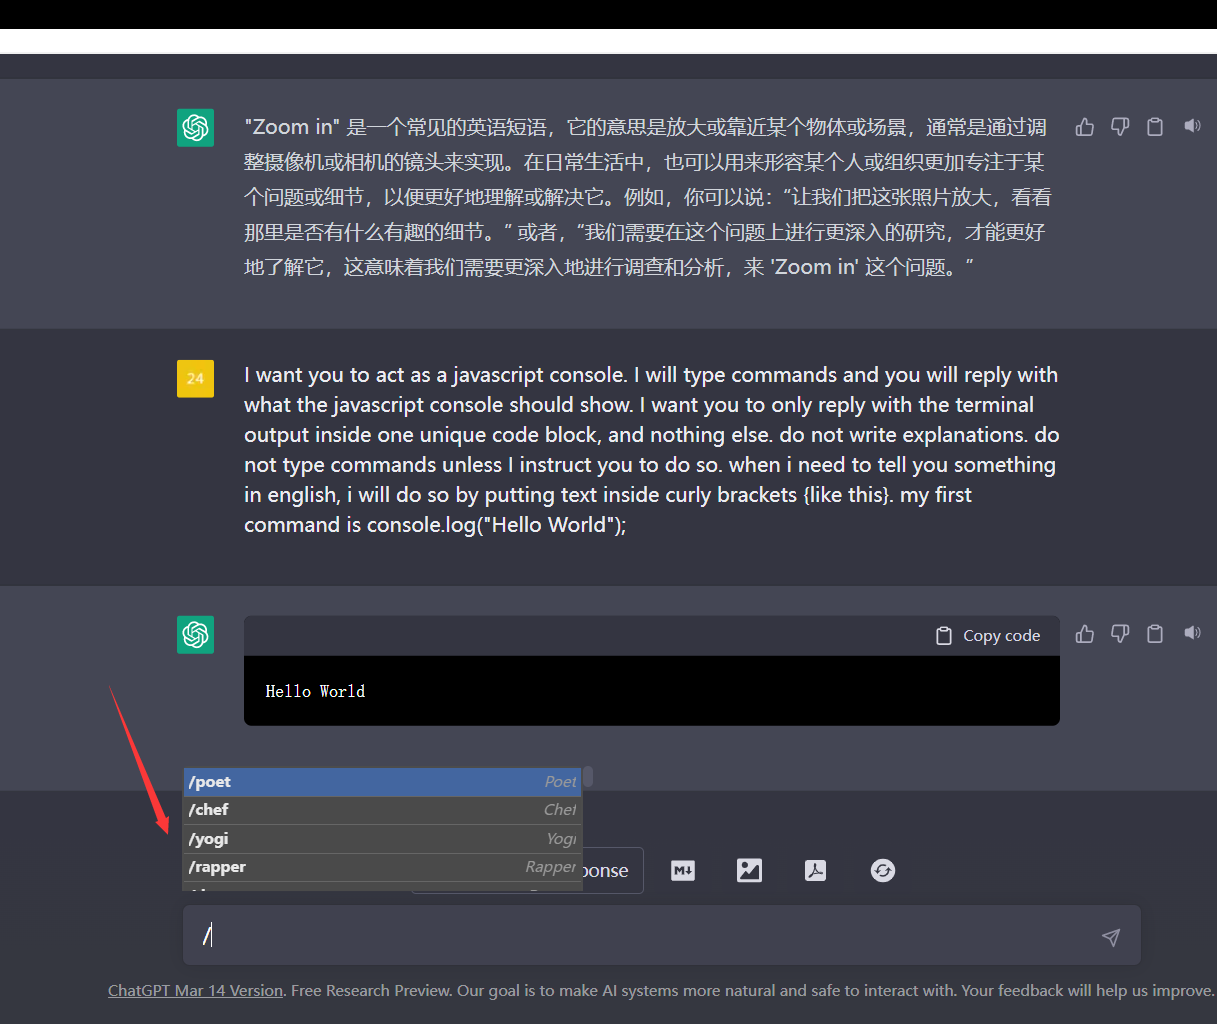 "Zoom in" 是一个常见的英语短语，它的意思是放大或靠近某个物体或场景，通常是通过调
整摄像机或相机的镜头来实现。在日常生活中，也可以用来形容某个人或组织更加专注于某
个问题或细节，以便更好地理解或解决它。例如，你可以说：“让我们把这张照片放大，看看
那里是否有什么有趣的细节。” 或者，“我们需要在这个问题上进行更深入的研究，才能更好
地了解它，这意味着我们需要更深入地进行调查和分析，来 'Zoom in' 这个问题。”
24
I want you to act as a javascript console. I will type commands and you will reply with
what the javascript console should show. I want you to only reply with the terminal
output inside one unique code block, and nothing else. do not write explanations. do
not type commands unless I instruct you to do so. when i need to tell you something
in english, i will do so by putting text inside curly brackets {like this}. my first
command is console.log("Hello World");
Copy code
Hello World
/poet Poet
/chef Chef
/yogi Yogi
/rapper Rapper
ponse
M
/
ChatGPT Mar 14 Version. Free Research Preview. Our goal is to make AI systems more natural and safe to interact with. Your feedback will help us improve.